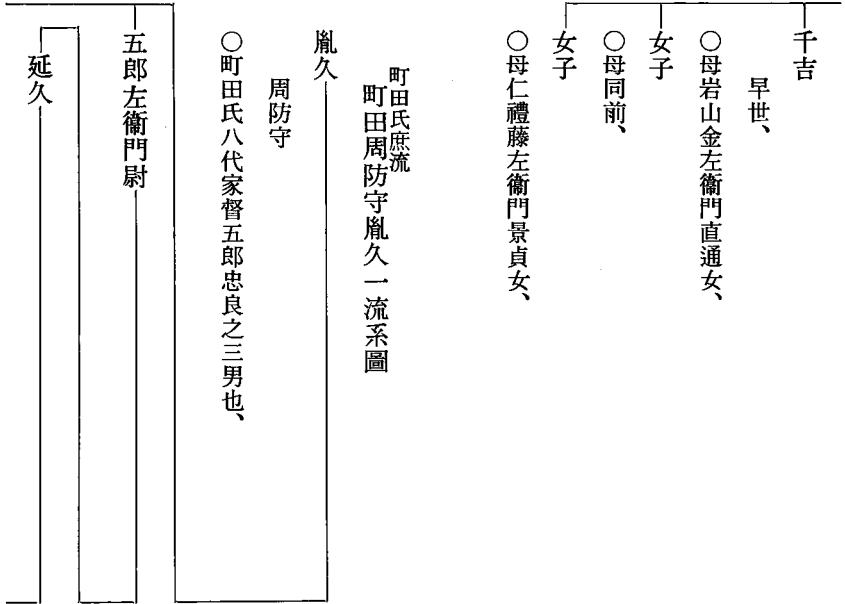 千吉
早世、
○母岩山金左衞門直通女、
女子
○母同前、
女子
○母仁禮藤左衞門景貞女、
町田氏庶流
町田周防守胤久一流系圖
胤久
周防守
○町田氏八代家督五郎忠良之三男也、
五郎左衞門尉
延久